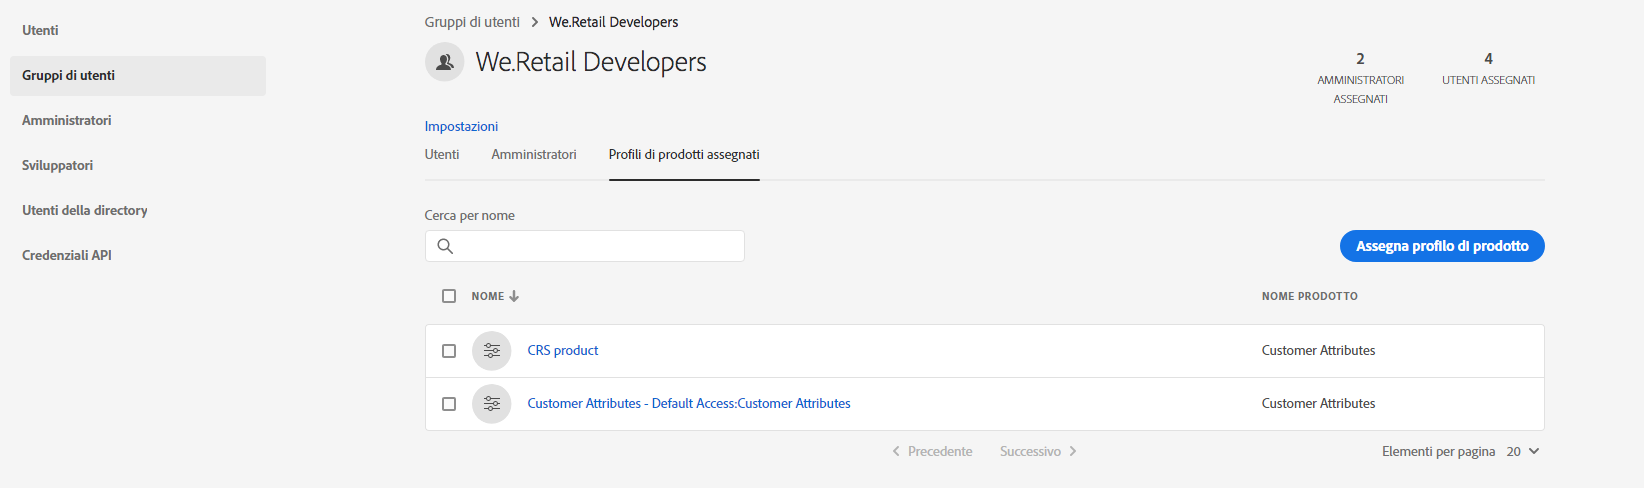 Utenti
Gruppi di utenti
Amministratori
Sviluppatori
Utenti della directory
Credenziali API
Gruppi di utenti > We.Retail Developers
We.Retail Developers
2
AMMINISTRATORI
ASSEGNATI
4
UTENTI ASSEGNATI
Impostazioni
Utenti Amministratori Profili di prodotti assegnati
Cerca per nome
Assegna profilo di prodotto
NOME NOME PRODOTTO
CRS product Customer Attributes
Customer Attributes - Default Access:Customer Attributes Customer Attributes
Precedente Successivo Elementi per pagina 20